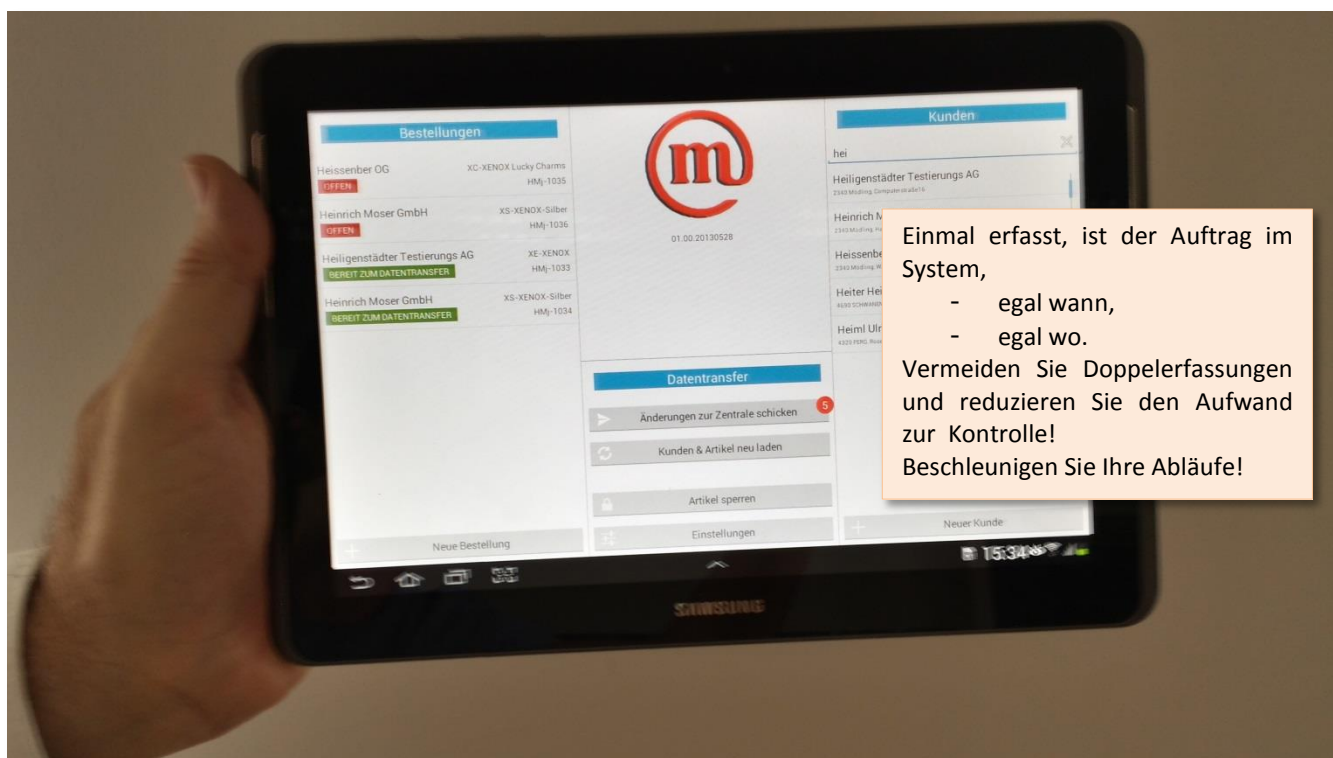 Bestellungen
Heissenber OG XC-XENOX Lucky Charms
OFFEN HMj-1035
Heinrich Moser GmbH XS-XENOX-Silber
OFFEN HMj-1036
Heiligenstädter Testierungs AG XE-XENOX
BEREIT ZUM DATENTRANSFER HMj-1033
Heinrich Moser GmbH XS-XENOX-Silber
BEREIT ZUM DATENTRANSFER HMj-1034
Neue Bestellung
m
01.00.20130528
Datentransfer
Änderungen zur Zentrale schicken 5
Kunden & Artikel neu laden
Artikel sperren
Einstellungen
Kunden
hei
Heiligenstädter Testierungs AG
2343 Mödling, Computerstraße
Heinrich M
Heissenbe
Heiter Hei
Heiml Ulr
Neuer Kunde
15:34
SAMSUNG
Einmal erfasst, ist der Auftrag im
System,
- egal wann,
- egal wo.
Vermeiden Sie Doppelerfassungen
und reduzieren Sie den Aufwand
zur Kontrolle!
Beschleunigen Sie Ihre Abläufe!